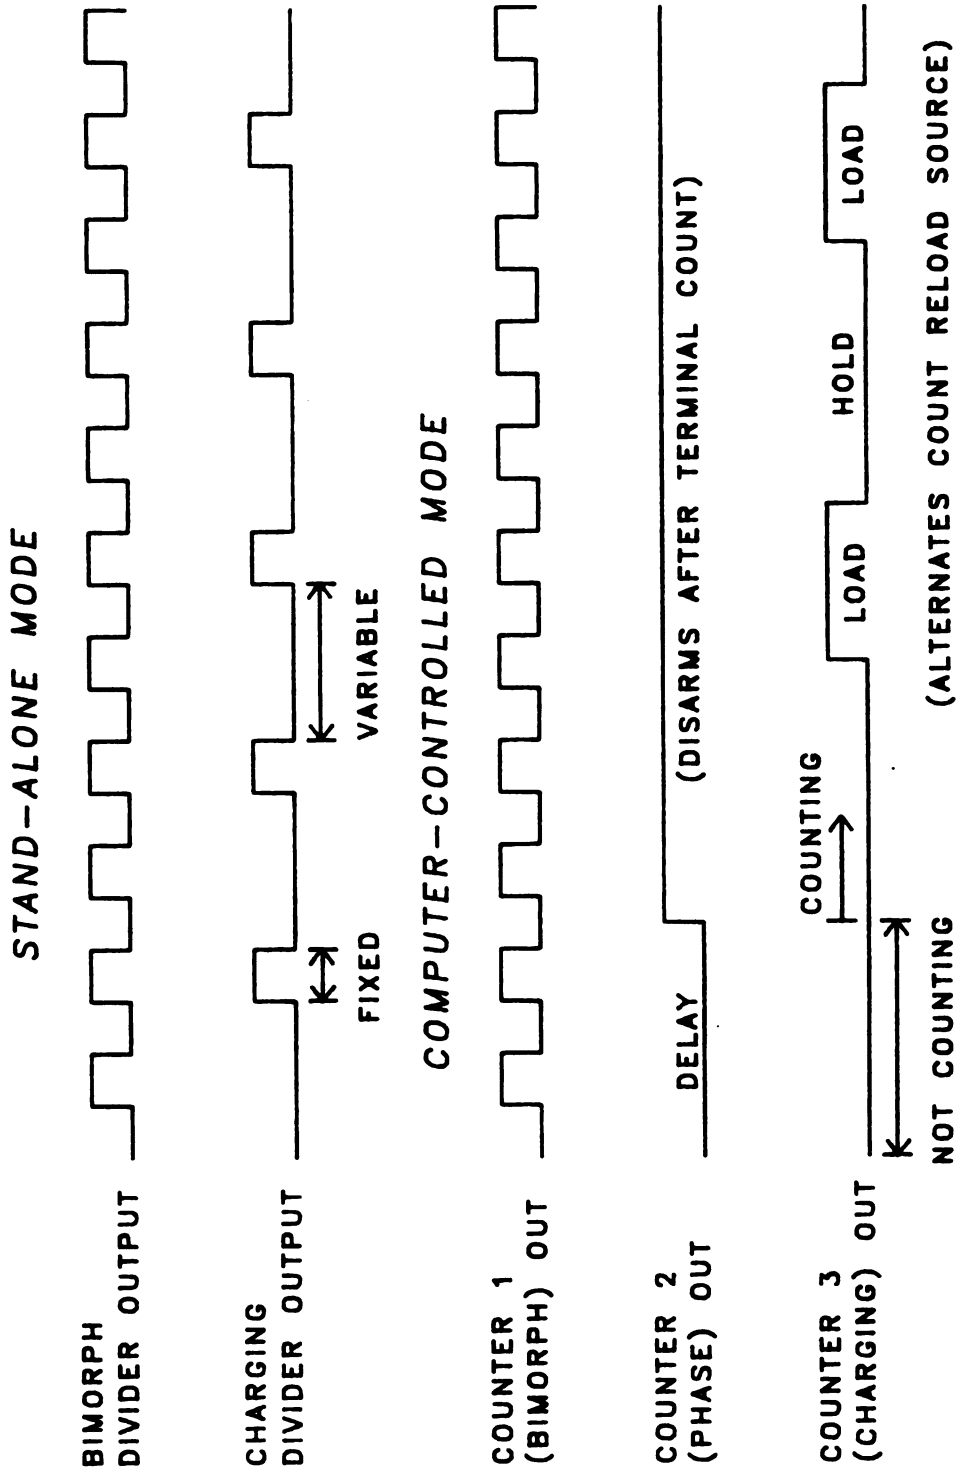 STAND-ALONE MODE
BIMORPH
DIVIDER OUTPUT
CHARGING
DIVIDER OUTPUT
FIXED
VARIABLE
COMPUTER-CONTROLLED MODE
COUNTER 1
(BIMORPH) OUT
COUNTER 2
(PHASE) OUT
DELAY
(DISARMS AFTER TERMINAL COUNT)
COUNTER 3
(CHARGING) OUT
COUNTING
LOAD
HOLD
LOAD
NOT COUNTING
(ALTERNATES COUNT RELOAD SOURCE)